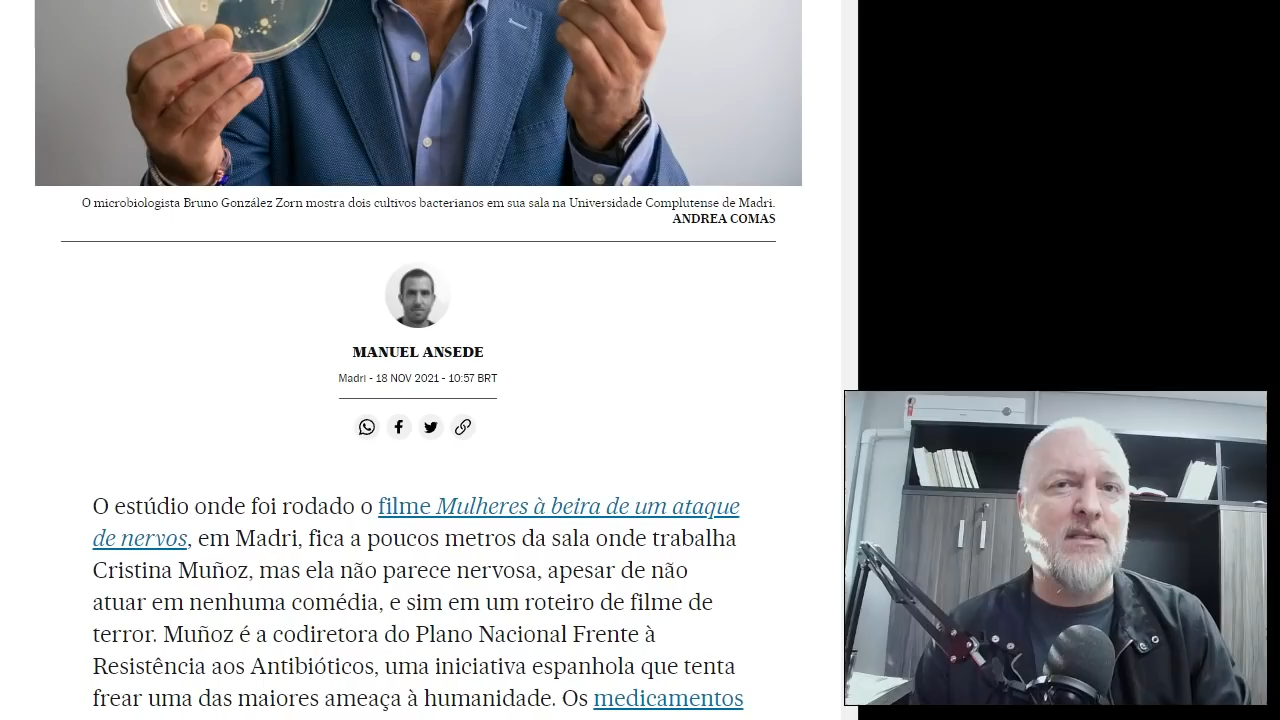 O microbiologista Bruno González Zorn mostra dois cultivos bacterianos em sua sala na Universidade Complutense de Madri.
ANDREA COMAS
MANUEL ANSEDE
Madri - 18 NOV 2021 - 10:57 BRT
O estúdio onde foi rodado o filme Mulheres à beira de um ataque
de nervos, em Madri, fica a poucos metros da sala onde trabalha
Cristina Muñoz, mas ela não parece nervosa, apesar de não
atuar em nenhuma comédia, e sim em um roteiro de filme de
terror. Muñoz é a codiretora do Plano Nacional Frente à
Resistência aos Antibióticos, uma iniciativa espanhola que tenta
frear uma das maiores ameaça à humanidade. Os medicamentos